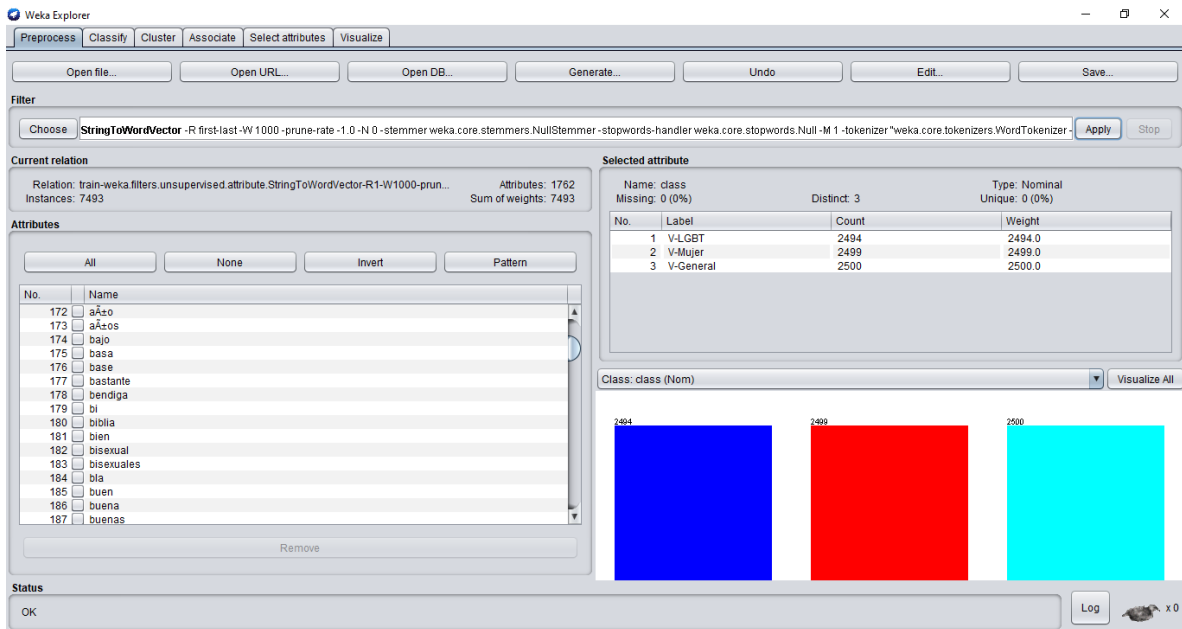 Weka Explorer
Preprocess Classify Cluster Associate Select attributes Visualize
Open file... Open URL... Open DB... Generate... Undo Edit... Save...
Filter
Choose StringToWordVector -R first-last -W 1000 -prune-rate -1.0 -N 0 -stemmer weka.core.stemmers.NullStemmer -stopwords-handler weka.core.stopwords.Null -M 1 -tokenizer "weka.core.tokenizers.WordTokenizer - Apply Stop
Current relation
Relation: train-weka.filters.unsupervised.attribute.StringToWordVector-R1-W1000-prun... Attributes: 1762
Instances: 7493 Sum of weights: 7493
Attributes
All None Invert Pattern
No. Name
172 aÃ±o
173 aÃ±os
174 bajo
175 basa
176 base
177 bastante
178 bendiga
179 bi
180 biblia
181 bien
182 bisexual
183 bisexuales
184 bla
185 buen
186 buena
187 buenas
Remove
Selected attribute
Name: class Type: Nominal
Missing: 0 (0%) Distinct: 3 Unique: 0 (0%)
No. Label Count Weight
1 V-LGBT 2494 2494.0
2 V-Mujer 2499 2499.0
3 V-General 2500 2500.0
Class: class (Nom) Visualize All
2494 2499 2500
Status
OK Log x 0